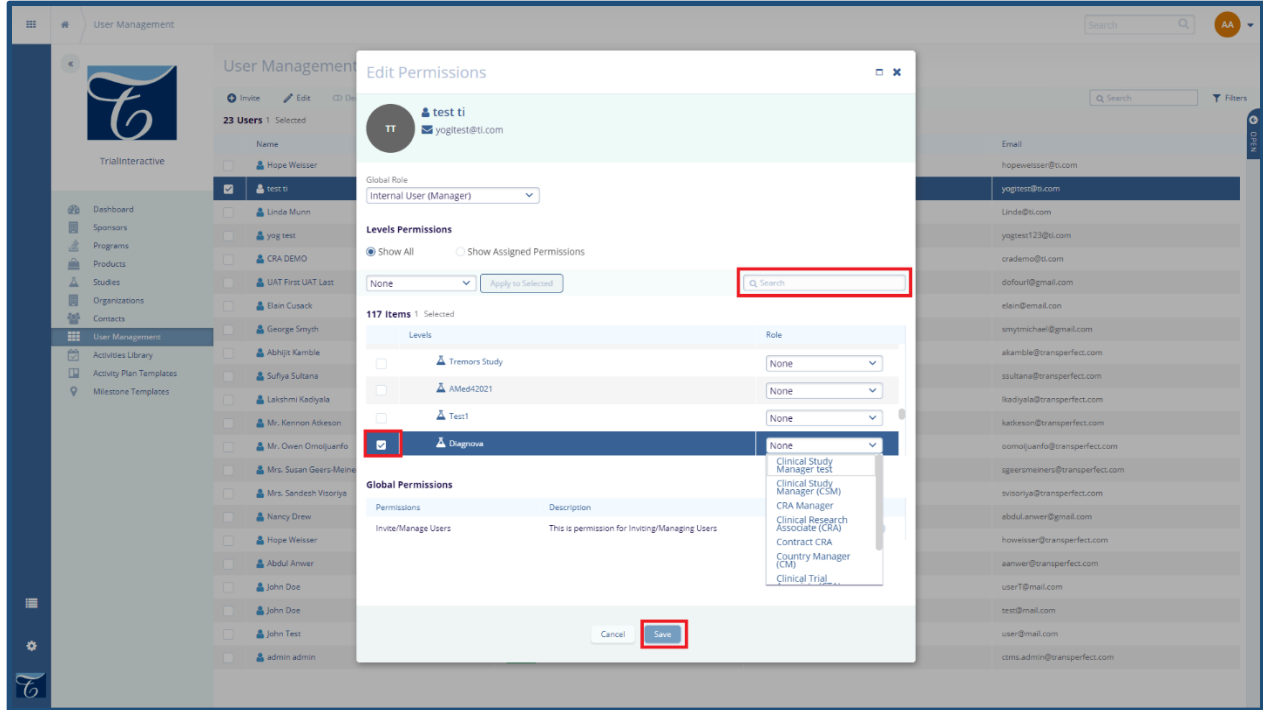 User Management
Search
AA
TrialInteractive
Dashboard
Sponsors
Programs
Products
Studies
Organizations
Contacts
User Management
Activities Library
Activity Plan Templates
Milestone Templates
User Management
Invite Edit
Search
Filters
OPEN
23 Users 1 Selected
Name Email
Hope Weisser hopeweisser@ti.com
test ti yogitest@ti.com
Linda Munn Linda@ti.com
yog test yogtest123@ti.com
CRA DEMO crademo@ti.com
UAT First UAT Last dofourl@gmail.com
Elain Cusack elain@email.con
George Smyth smytmichael@gmail.com
Abhijit Kamble akamble@transperfect.com
Sufiya Sultana ssultana@transperfect.com
Lakshmi Kadiyala lkadiyala@transperfect.com
Mr. Kennon Atkeson katkeson@transperfect.com
Mr. Owen Omoijuanfo oomoijuanfo@transperfect.com
Mrs. Susan Geers-Meine sgeersmeiners@transperfect.com
Mrs. Sandesh Visoriya svisoriya@transperfect.com
Nancy Drew abdul.anwer@gmail.com
Hope Weisser howeisser@transperfect.com
Abdul Anwer aanwer@transperfect.com
John Doe userT@mail.com
John Doe test@mail.com
John Test user@mail.com
admin admin ctms.admin@transperfect.com
Edit Permissions
TT
test ti
yogitest@ti.com
Global Role
Internal User (Manager)
Levels Permissions
Show All Show Assigned Permissions
None Apply to Selected Search
117 Items 1 Selected
Levels Role
Tremors Study None
AMed42021 None
Test1 None
Diagnova None
Clinical Study
Manager test
Clinical Study
Manager (CSM)
CRA Manager
Clinical Research
Associate (CRA)
Contract CRA
Country Manager
(CM)
Clinical Trial
Global Permissions
Permissions Description
Invite/Manage Users This is permission for Inviting/Managing Users
Cancel Save